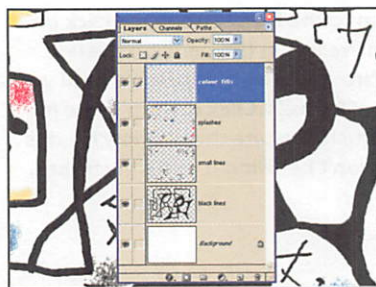 Layers Channels Paths
Normal Opacity: 100%
Lock: Fill: 100%
colour fills
splashes
small lines
black lines
Background